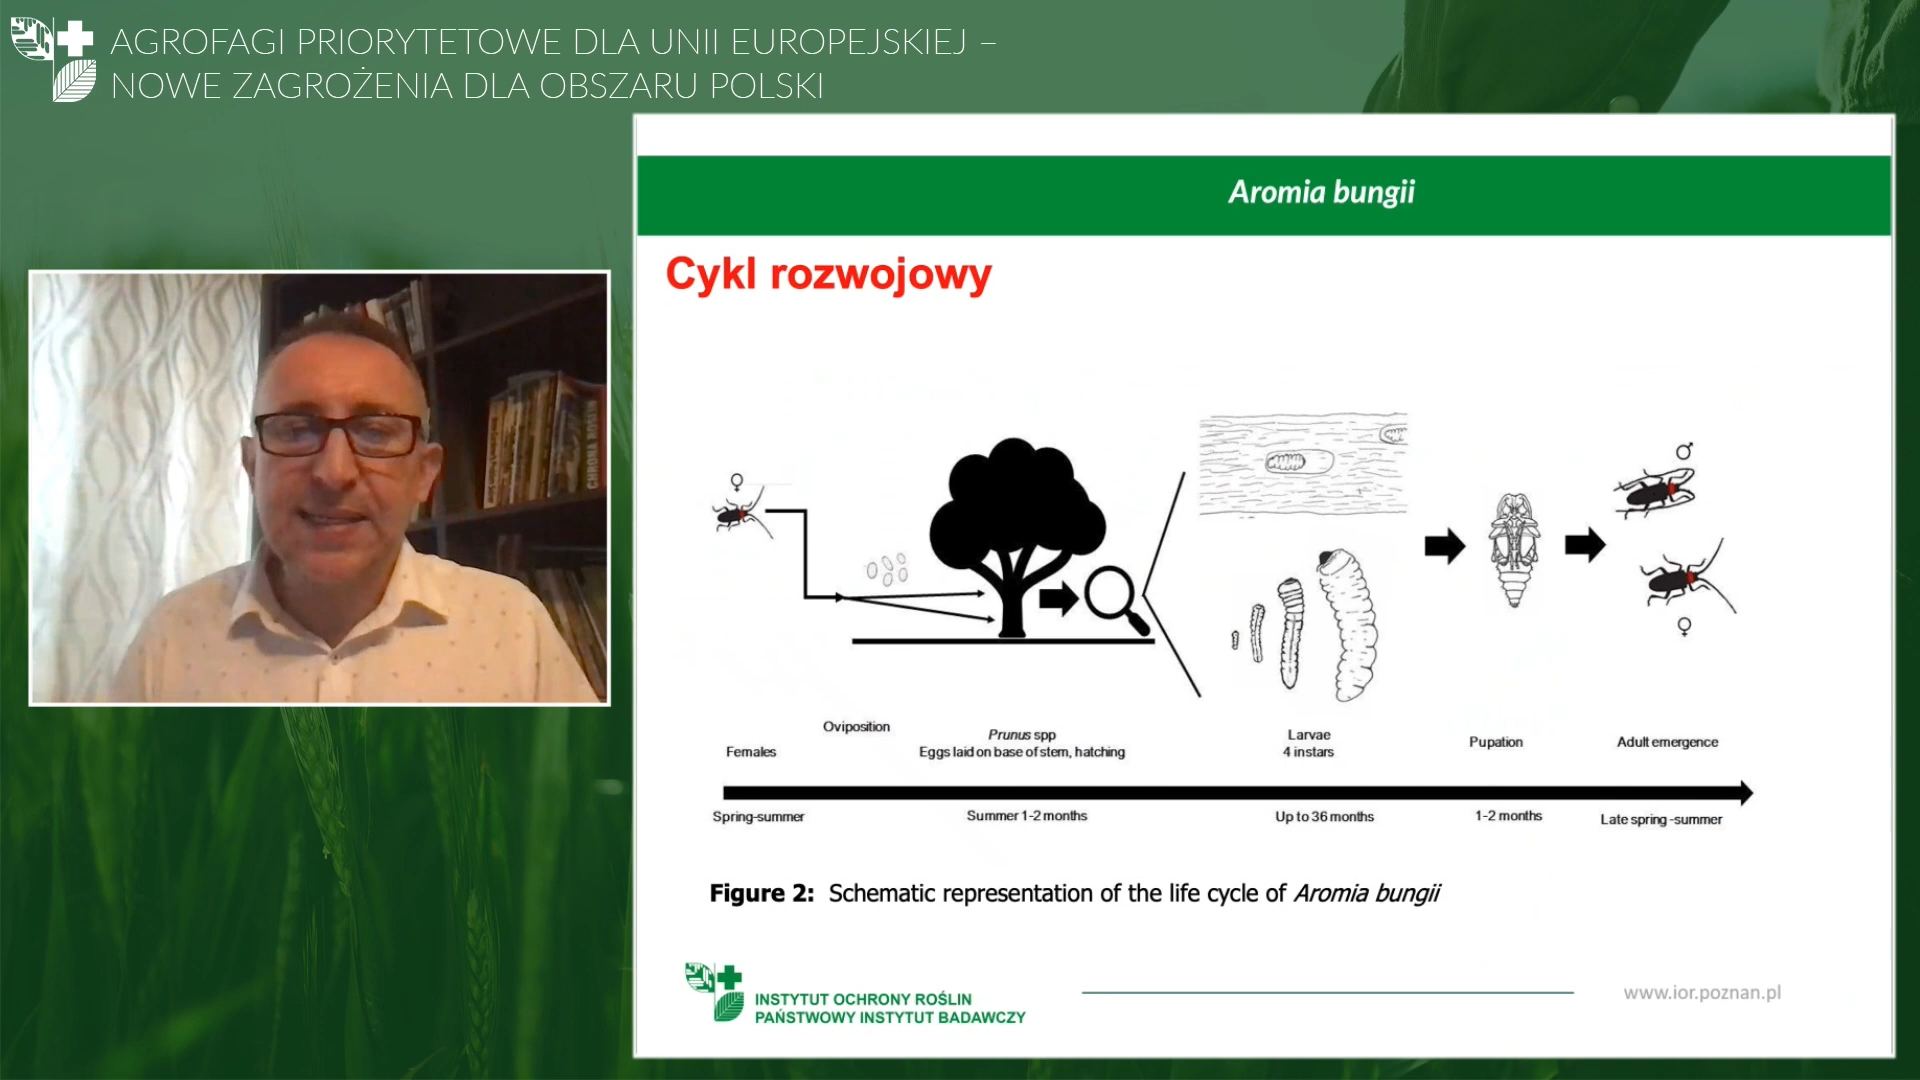 AGROFAGI PRIORYTETOWE DLA UNII EUROPEJSKIEJ –
NOWE ZAGROŻENIA DLA OBSZARU POLSKI
Aromia bungii
Cykl rozwojowy
♀
♂
♀
Females
Oviposition
Prunus spp
Eggs laid on base of stem, hatching
Larvae
4 instars
Pupation
Adult emergence
Spring-summer
Summer 1-2 months
Up to 36 months
1-2 months
Late spring -summer
Figure 2: Schematic representation of the life cycle of Aromia bungii
INSTYTUT OCHRONY ROŚLIN
PAŃSTWOWY INSTYTUT BADAWCZY
www.ior.poznan.pl